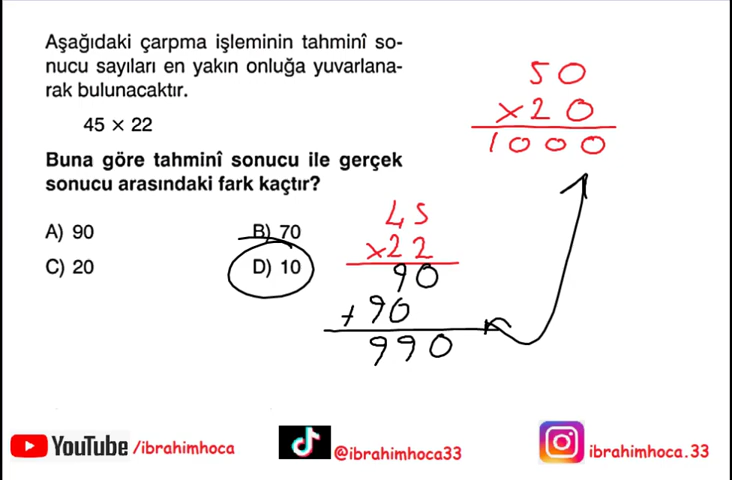 Aşağıdaki çarpma işleminin tahminî so-
nucu sayıları en yakın onluğa yuvarlana-
rak bulunacaktır.
45 × 22
Buna göre tahminî sonucu ile gerçek
sonucu arasındaki fark kaçtır?
A) 90
B) 70
C) 20
D) 10
50
×20
1000
45
×22
90
+ 90
990
YouTube /ibrahimhoca
@ibrahimhoca33
ibrahimhoca.33